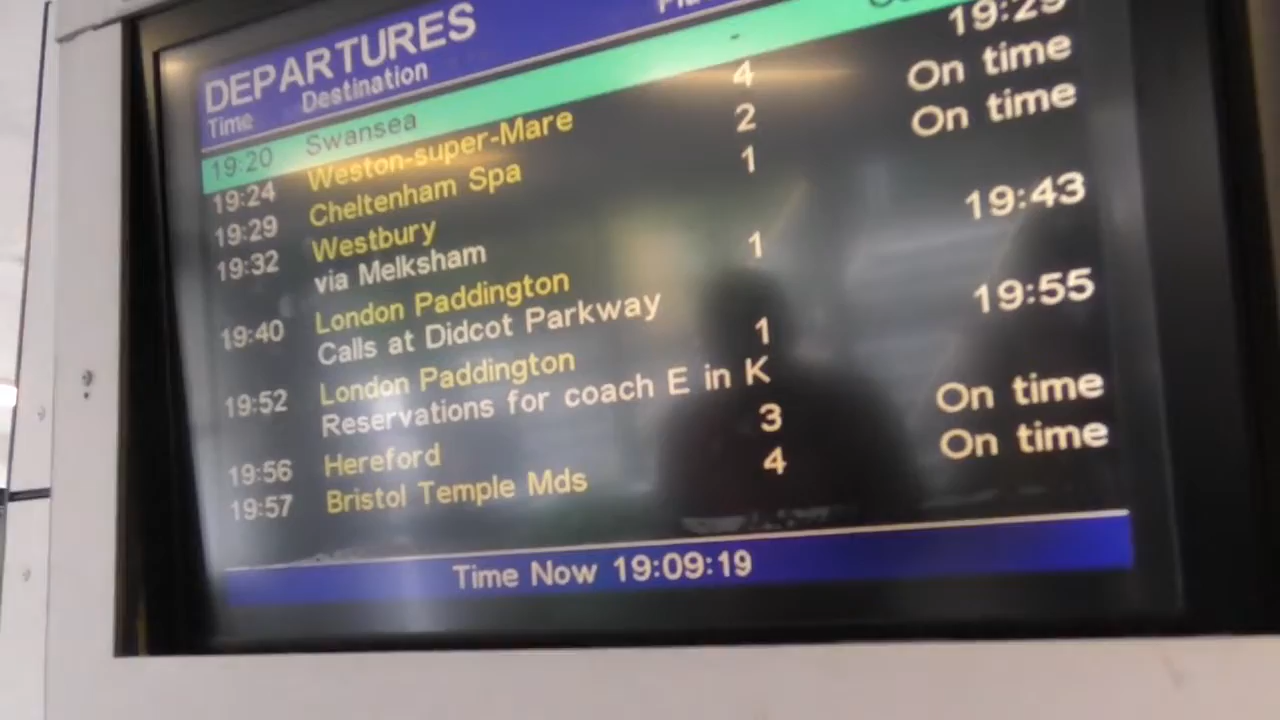 DEPARTURES
Time Destination
19:20 Swansea -
19:24 Weston-super-Mare 4 19:29
19:29 Cheltenham Spa 2 On time
19:32 Westbury 1 On time
via Melksham
19:40 London Paddington 1 19:43
Calls at Didcot Parkway
19:52 London Paddington 1 19:55
Reservations for coach E in K
19:56 Hereford 3 On time
19:57 Bristol Temple Mds 4 On time
Time Now 19:09:19